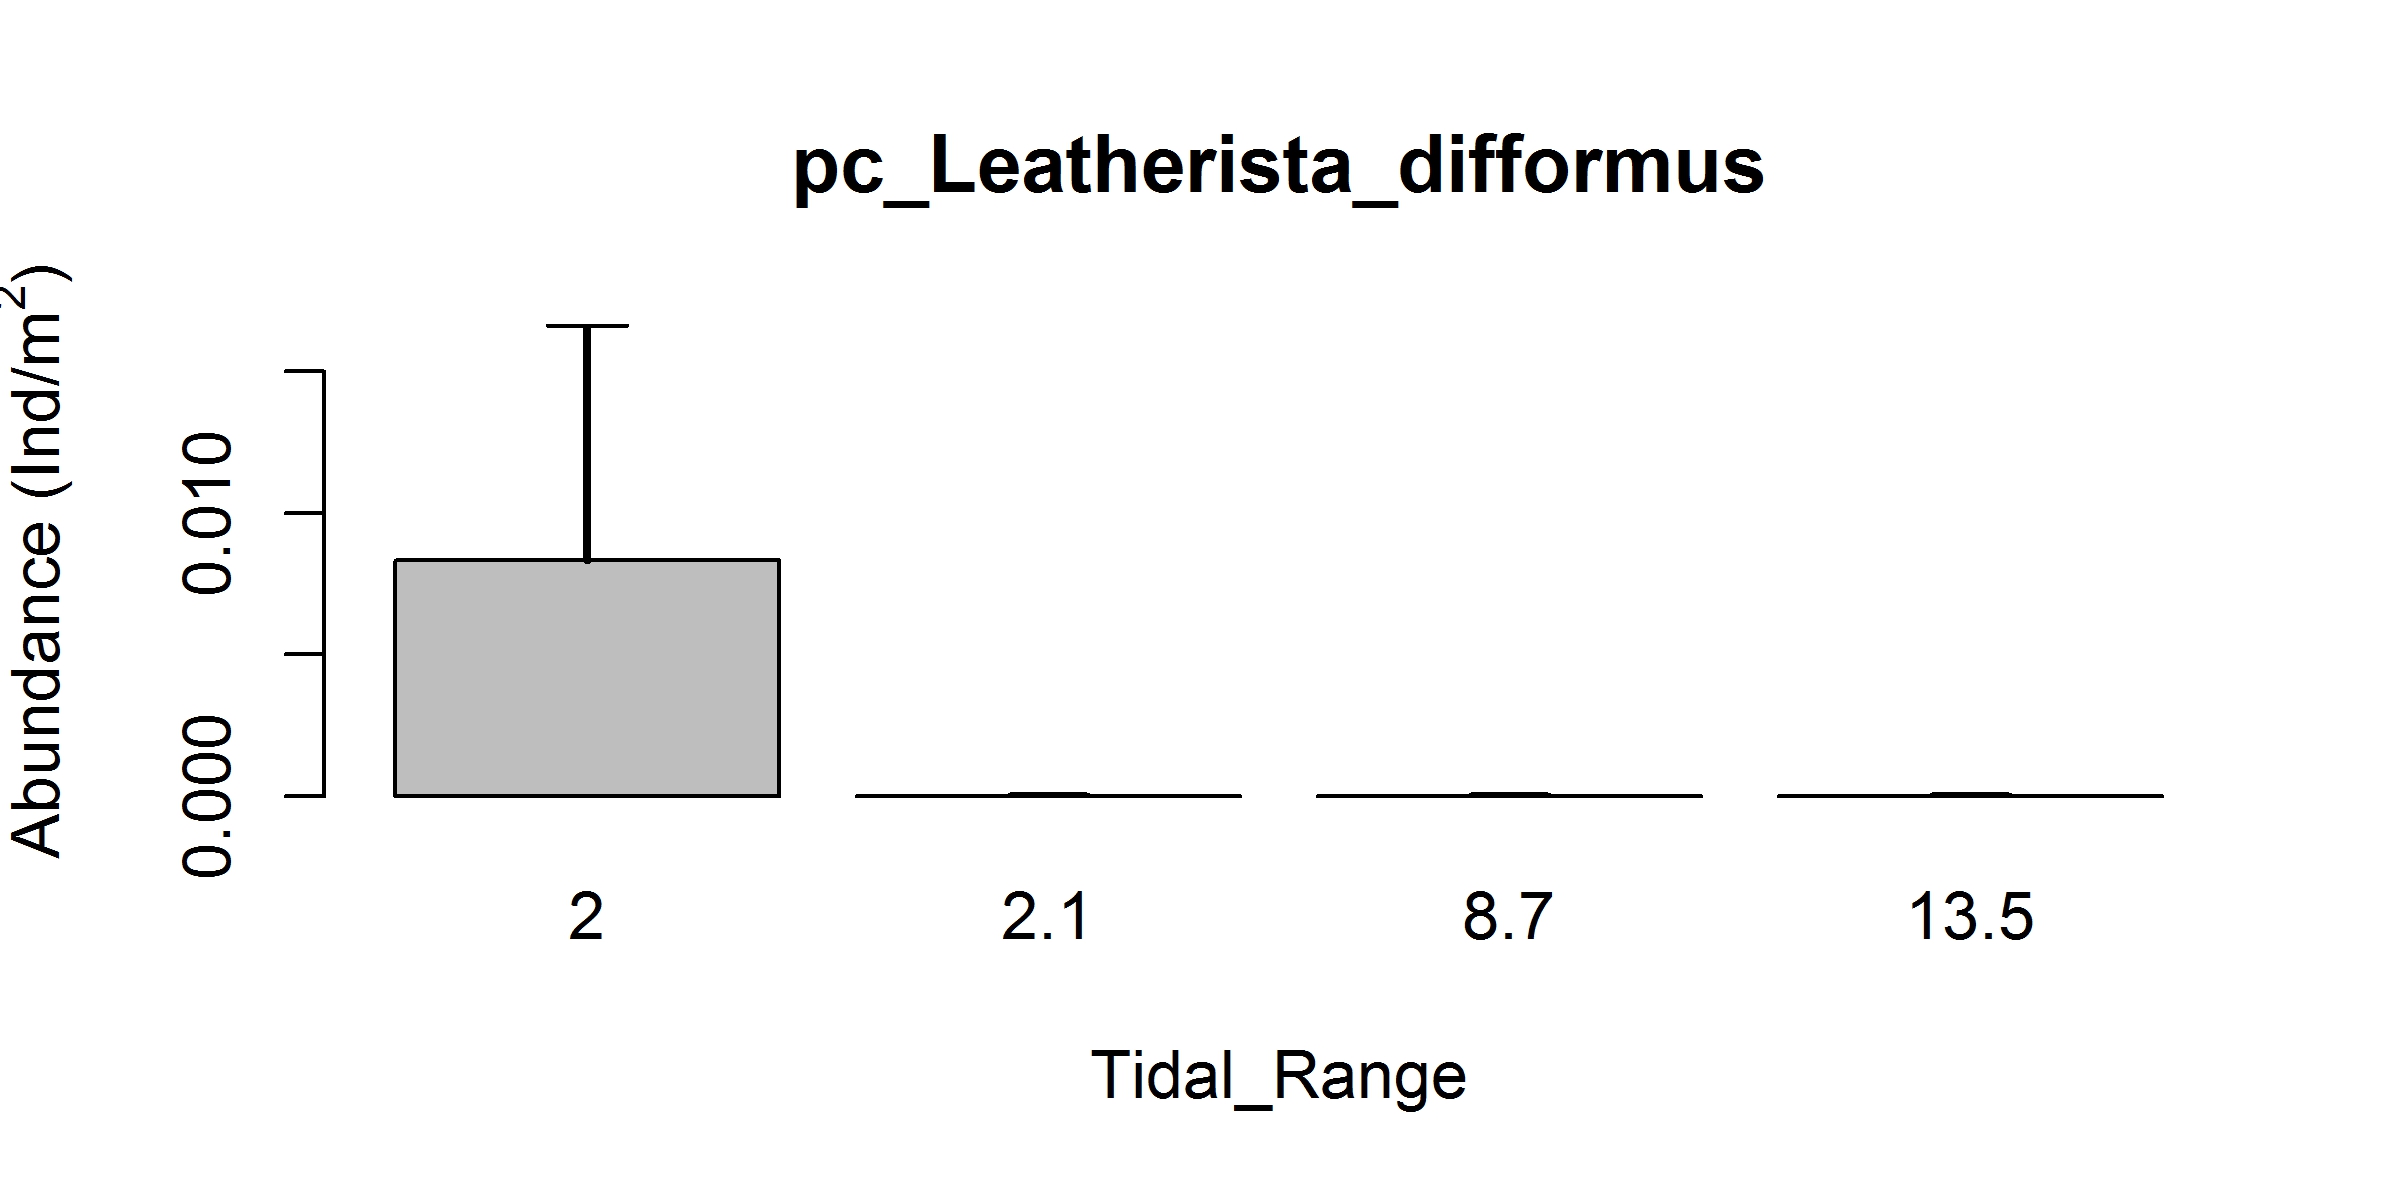 pc_Leatherista_difformus
Abundance (Ind/m²)
0.010
0.000
2 2.1 8.7 13.5
Tidal_Range